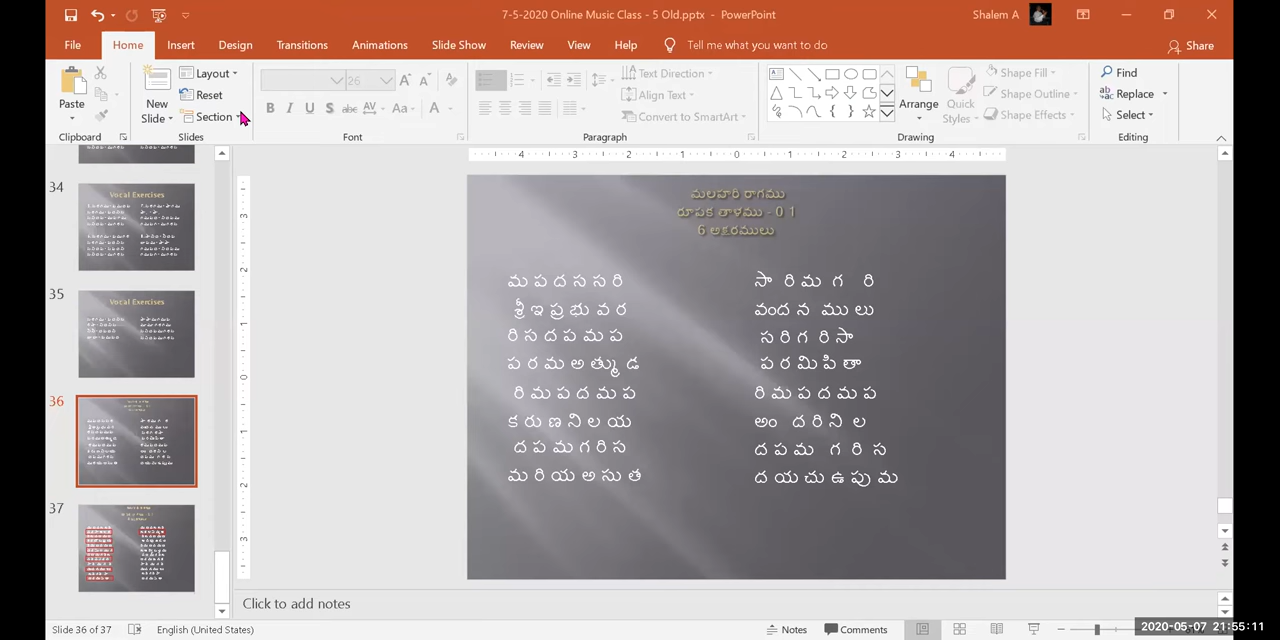 7-5-2020 Online Music Class - 5 Old.pptx - PowerPoint
Shalem A
File Home Insert Design Transitions Animations Slide Show Review View Help Tell me what you want to do
Share
Paste
Clipboard
New Slide
Layout
Reset
Section
Slides
26
Font
Text Direction
Align Text
Convert to SmartArt
Paragraph
Arrange
Quick Styles
Shape Fill
Shape Outline
Shape Effects
Drawing
Find
Replace
Select
Editing
34
Vocal Exercises
35
Vocal Exercises
36
37
మలహరి రాగము
రూపక తాళము - 0 1
6 అక్షరములు
మ ప ద స స రి
శ్రీ ఇ ప్ర భు వ ర
రి స ద ప మ ప
ప ర మ అ త్ము డ
రి మ ప ద మ ప
క రు ణ ని ల య
ద ప మ గ రి స
మ రి య అ సు త
సా రి మ గ రి
వంద న ము లు
స రి గ రి సా
ప ర మి పి తా
రి మ ప ద మ ప
అం ద రి ని ల
ద ప మ గ రి స
ద య చు ఉ పు మ
Click to add notes
Slide 36 of 37
English (United States)
Notes
Comments
2020-05-07 21:55:11